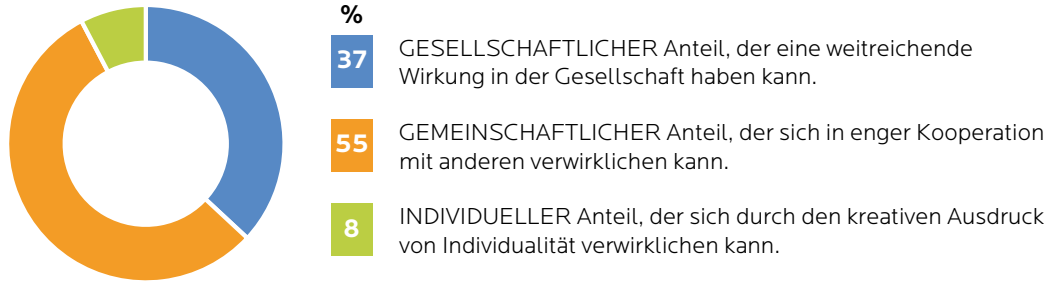 %
37
GESELLSCHAFTLICHER Anteil, der eine weitreichende
Wirkung in der Gesellschaft haben kann.
55
GEMEINSCHAFTLICHER Anteil, der sich in enger Kooperation
mit anderen verwirklichen kann.
8
INDIVIDUELLER Anteil, der sich durch den kreativen Ausdruck
von Individualität verwirklichen kann.